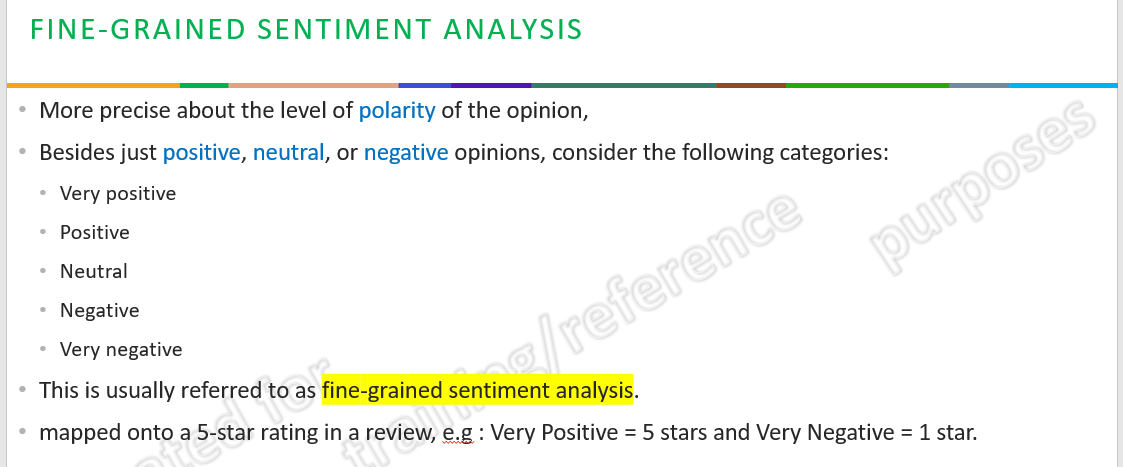 FINE-GRAINED SENTIMENT ANALYSIS
• More precise about the level of polarity of the opinion,
• Besides just positive, neutral, or negative opinions, consider the following categories:
• Very positive
• Positive
• Neutral
• Negative
• Very negative
• This is usually referred to as fine-grained sentiment analysis.
• mapped onto a 5-star rating in a review, e.g : Very Positive = 5 stars and Very Negative = 1 star.
for
training/reference
purposes